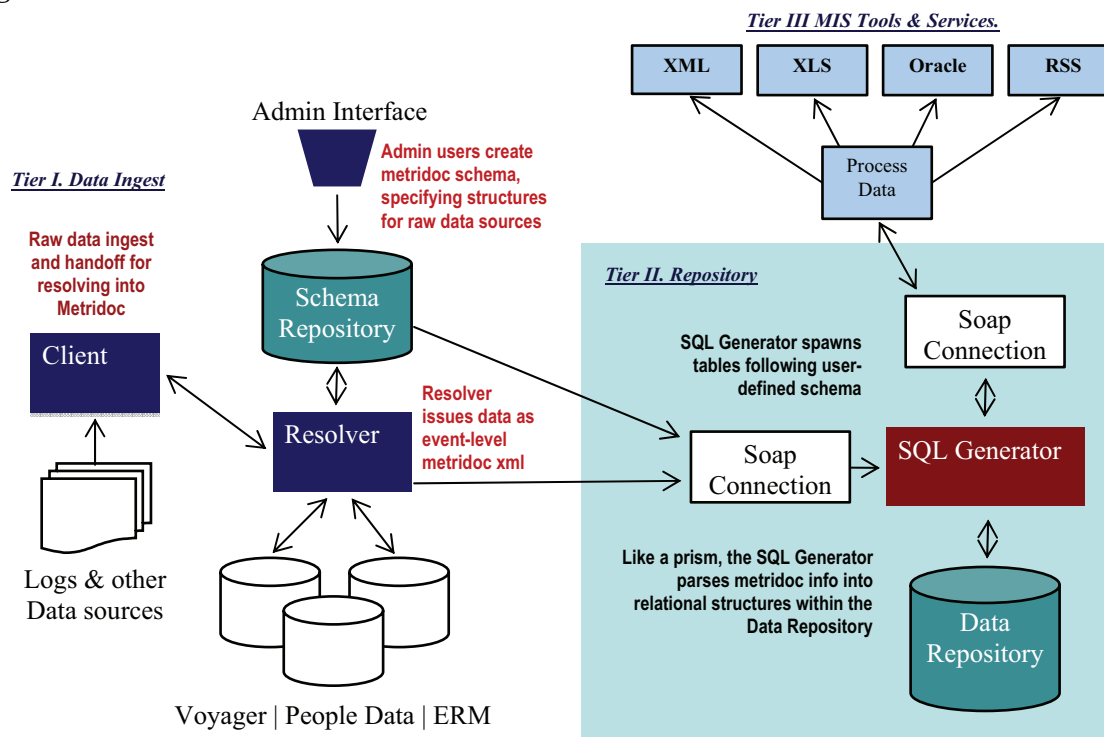 Tier III MIS Tools & Services.
XML
XLS
Oracle
RSS
Process
Data
Admin Interface
Admin users create
metridoc schema,
specifying structures
for raw data sources
Tier I. Data Ingest
Raw data ingest
and handoff for
resolving into
Metridoc
Schema
Repository
Client
Resolver
Resolver
issues data as
event-level
metridoc xml
Logs & other
Data sources
Voyager | People Data | ERM
Tier II. Repository
Soap
Connection
SQL Generator spawns
tables following user-
defined schema
Soap
Connection
SQL Generator
Like a prism, the SQL Generator
parses metridoc info into
relational structures within the
Data Repository
Data
Repository